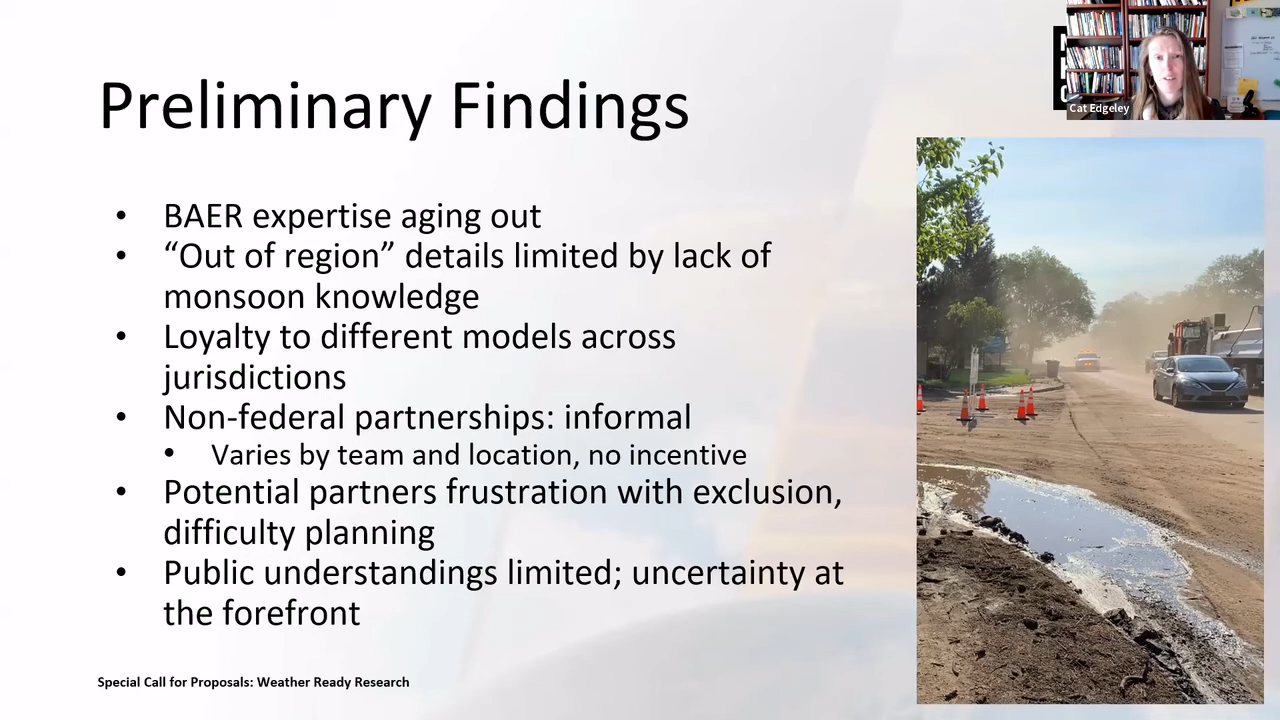 Cat Edgeley
Preliminary Findings
• BAER expertise aging out
• “Out of region” details limited by lack of
monsoon knowledge
• Loyalty to different models across
jurisdictions
• Non-federal partnerships: informal
• Varies by team and location, no incentive
• Potential partners frustration with exclusion,
difficulty planning
• Public understandings limited; uncertainty at
the forefront
Special Call for Proposals: Weather Ready Research